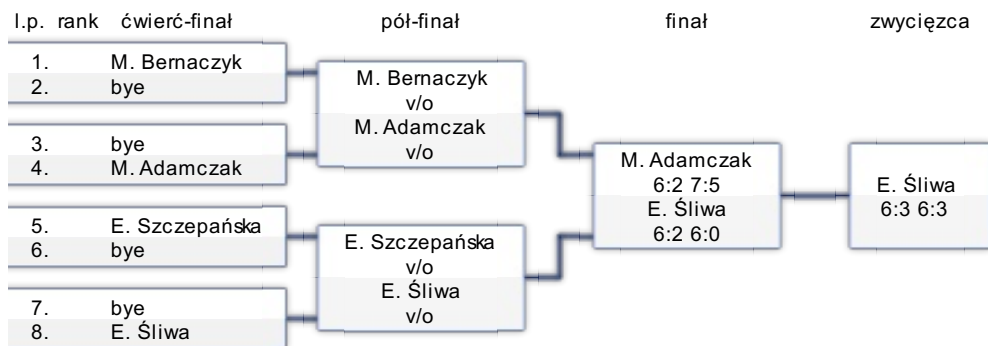 l.p. rank ćwierć-finał pół-finał finał zwycięzca
1. M. Bernaczyk
2. bye
3. bye
4. M. Adamczak
5. E. Szczepańska
6. bye
7. bye
8. E. Śliwa
M. Bernaczyk
v/o
M. Adamczak
v/o
E. Szczepańska
v/o
E. Śliwa
v/o
M. Adamczak
6:2 7:5
E. Śliwa
6:2 6:0
E. Śliwa
6:3 6:3